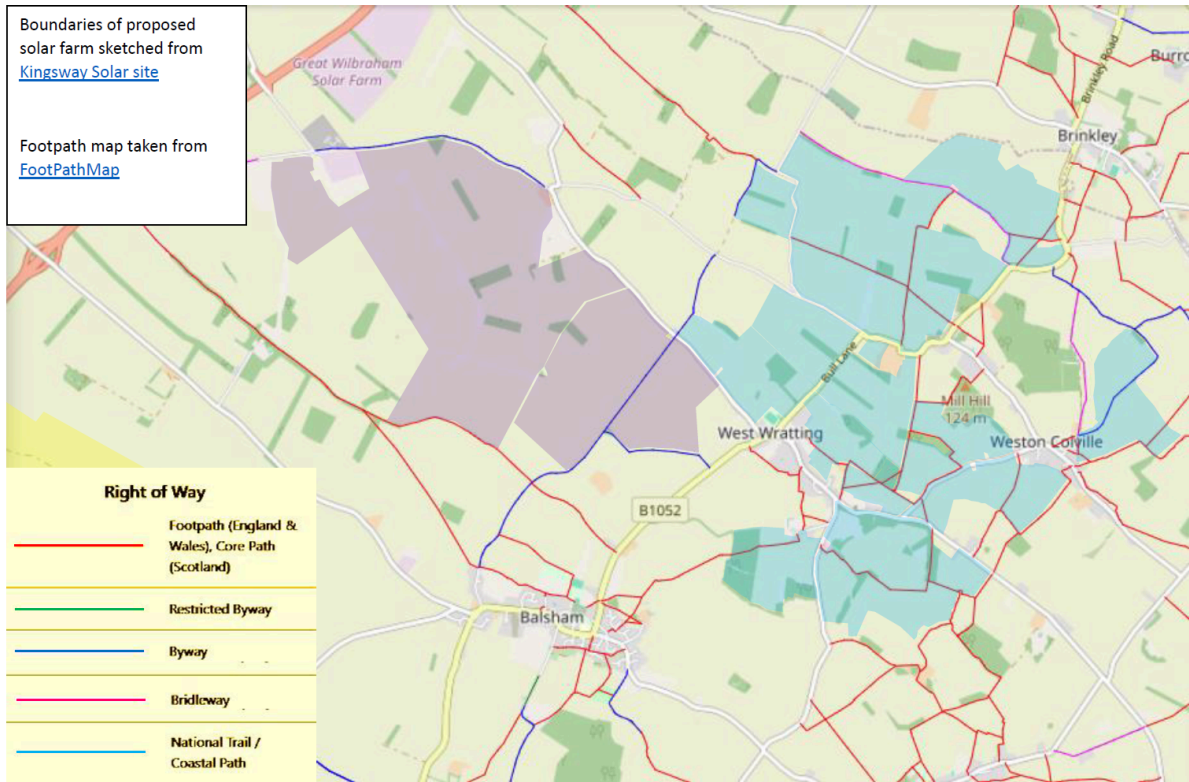 Boundaries of proposed
solar farm sketched from
Kingsway Solar site
Footpath map taken from
FootPathMap
Great Wilbraham
Solar Farm
Brinkley Road
Burro
Brinkley
Bull Lane
Mill Hill
124 m
West Wratting
Weston Colville
B1052
Balsham
Right of Way
Footpath (England &
Wales), Core Path
(Scotland)
Restricted Byway
Byway
Bridleway
National Trail /
Coastal Path